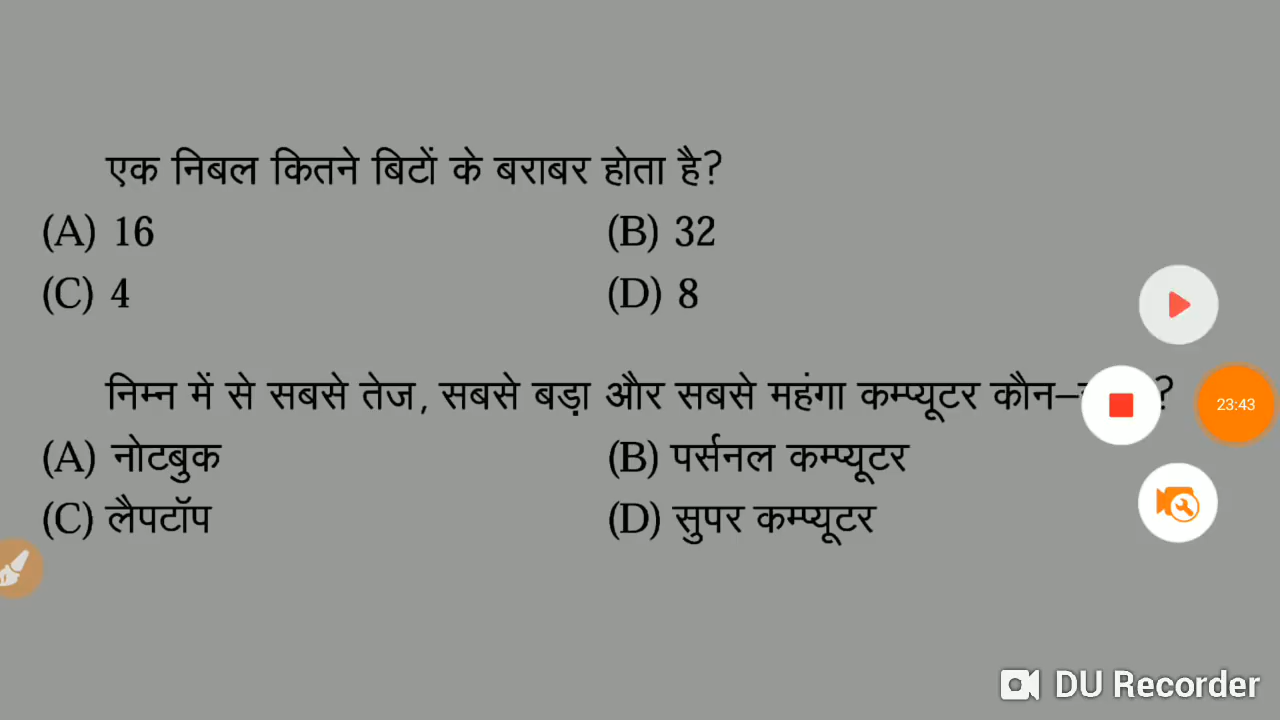 एक निबल कितने बिटों के बराबर होता है?
(A) 16 (B) 32
(C) 4 (D) 8
निम्न में से सबसे तेज, सबसे बड़ा और सबसे महंगा कम्प्यूटर कौन– ?
(A) नोटबुक (B) पर्सनल कम्प्यूटर
(C) लैपटॉप (D) सुपर कम्प्यूटर
23:43
DU Recorder